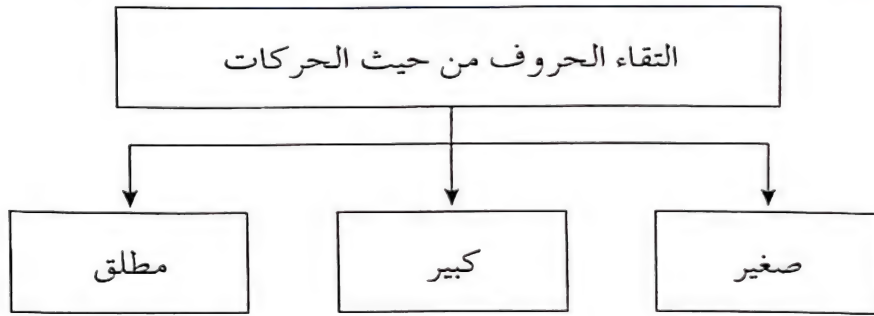 التقاء الحروف من حيث الحركات
صغير
كبير
مطلق